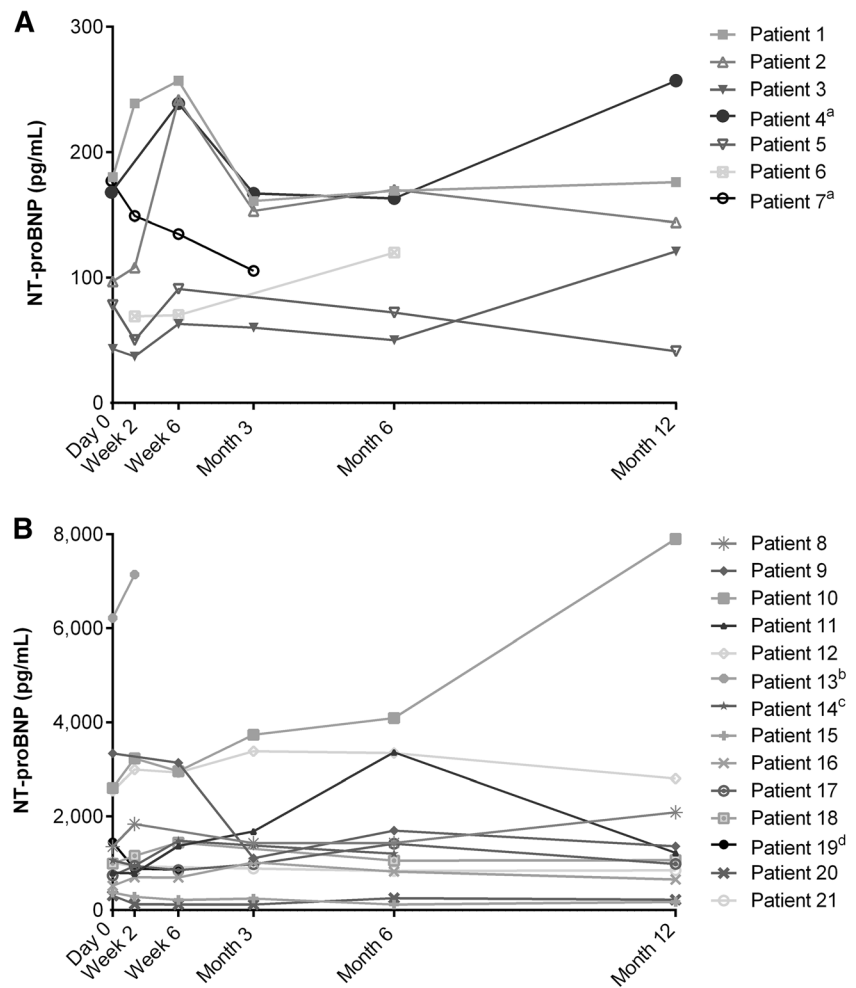 A
300
200
100
0
NT-proBNP (pg/mL)
Day 0
Week 2
Week 6
Month 3
Month 6
Month 12
Patient 1
Patient 2
Patient 3
Patient 4a
Patient 5
Patient 6
Patient 7a
B
8,000
6,000
4,000
2,000
0
NT-proBNP (pg/mL)
Day 0
Week 2
Week 6
Month 3
Month 6
Month 12
Patient 8
Patient 9
Patient 10
Patient 11
Patient 12
Patient 13b
Patient 14c
Patient 15
Patient 16
Patient 17
Patient 18
Patient 19d
Patient 20
Patient 21